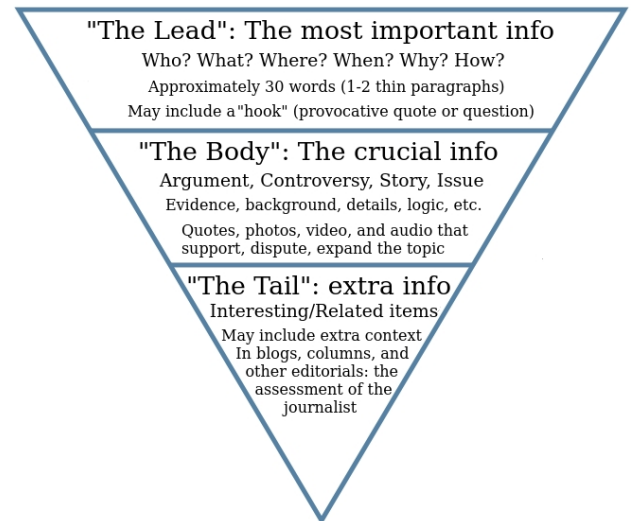 "The Lead": The most important info
Who? What? Where? When? Why? How?
Approximately 30 words (1-2 thin paragraphs)
May include a "hook" (provocative quote or question)
"The Body": The crucial info
Argument, Controversy, Story, Issue
Evidence, background, details, logic, etc.
Quotes, photos, video, and audio that
support, dispute, expand the topic
"The Tail": extra info
Interesting/Related items
May include extra context
In blogs, columns, and
other editorials: the
assessment of the
journalist